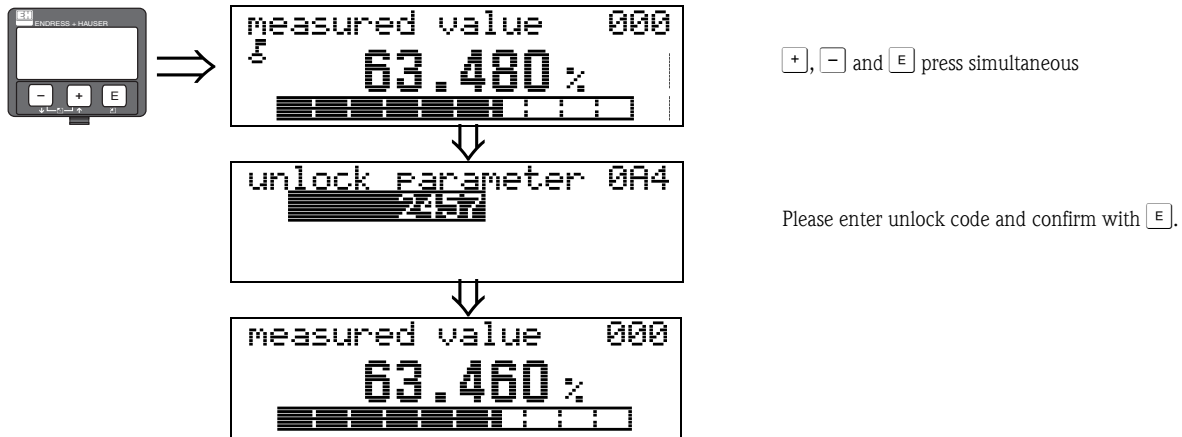 EH
ENDRESS + HAUSER
− + E
measured value 000
63.480 %
+, − and E press simultaneous
unlock parameter 0A4
2457
Please enter unlock code and confirm with E.
measured value 000
63.460 %